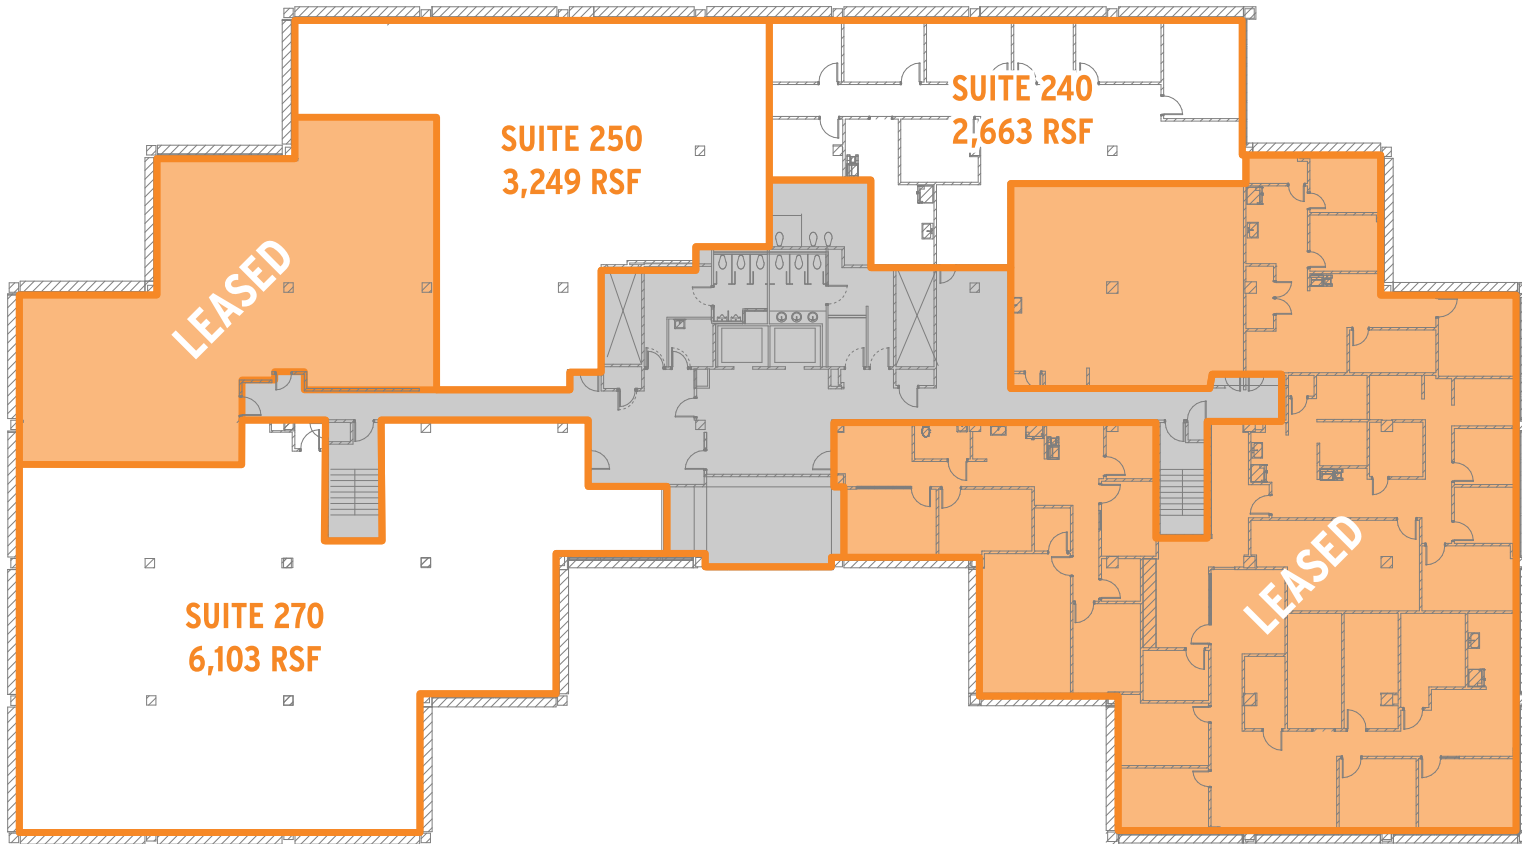 SUITE 240
2,663 RSF
SUITE 250
3,249 RSF
LEASED
LEASED
SUITE 270
6,103 RSF